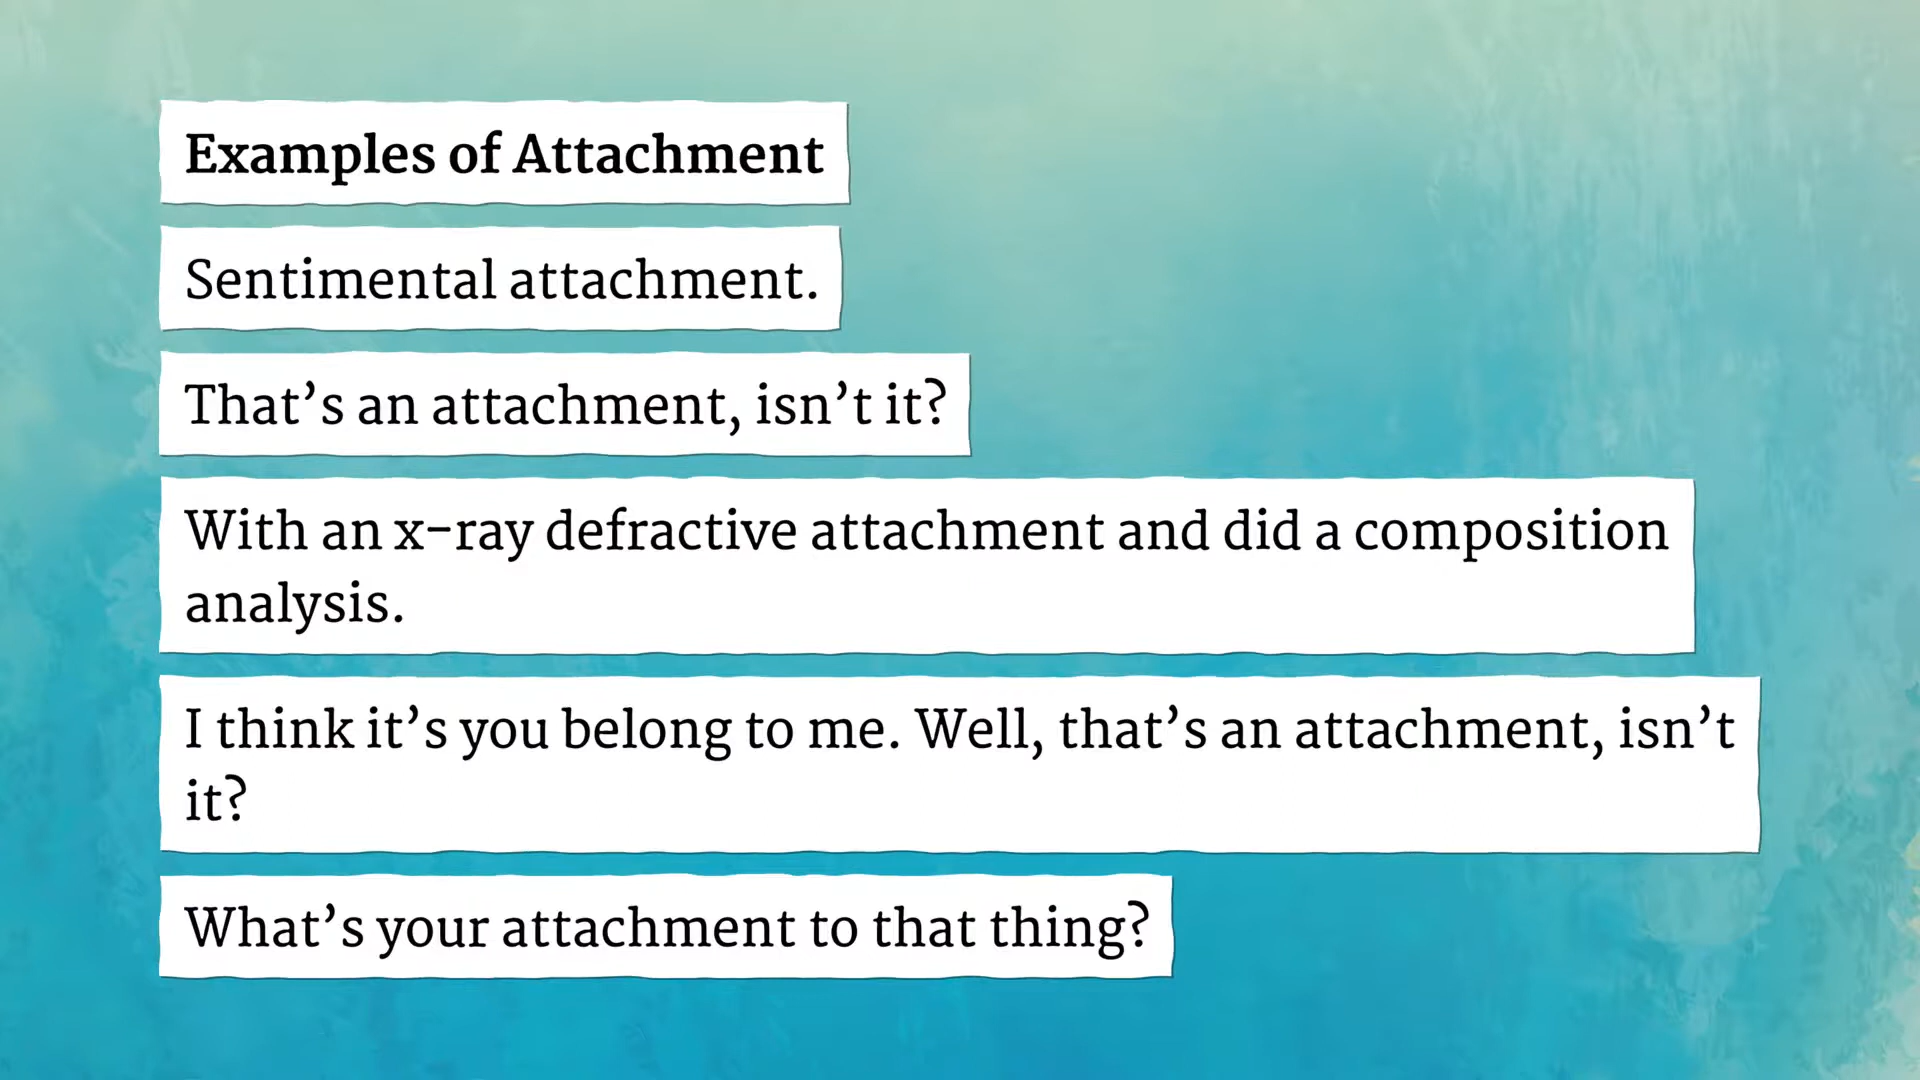 Examples of Attachment
Sentimental attachment.
That’s an attachment, isn’t it?
With an x-ray defractive attachment and did a composition
analysis.
I think it’s you belong to me. Well, that’s an attachment, isn’t
it?
What’s your attachment to that thing?